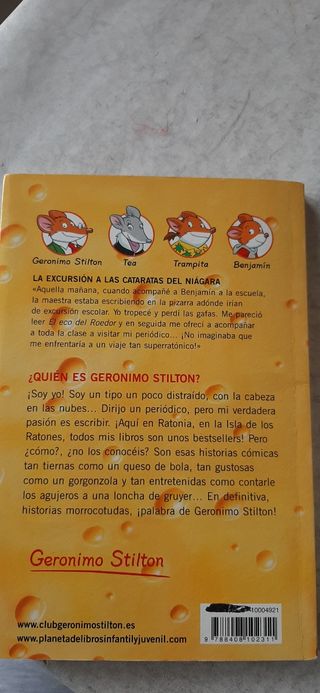 Geronimo Stilton
Tea
Trampita
Benjamín
LA EXCURSIÓN A LAS CATARATAS DEL NIÁGARA
«Aquella mañana, cuando acompañé a Benjamín a la escuela,
la maestra estaba escribiendo en la pizarra adónde irían
de excursión escolar. Yo tropecé y perdí las gafas. Me pareció
leer El eco del Roedor y en seguida me ofrecí a acompañar
a toda la clase a visitar mi periódico... ¡No imaginaba que
me enfrentaría a un viaje tan superratónico!»
¿QUIÉN ES GERONIMO STILTON?
¡Soy yo! Soy un tipo un poco distraído, con la cabeza
en las nubes... Dirijo un periódico, pero mi verdadera
pasión es escribir. ¡Aquí en Ratonia, en la Isla de los
Ratones, todos mis libros son unos bestsellers! Pero
¿cómo?, ¿no los conocéis? Son esas historias cómicas
tan tiernas como un queso de bola, tan gustosas
como un gorgonzola y tan entretenidas como contarle
los agujeros a una loncha de gruyer... En definitiva,
historias morrocotudas, ¡palabra de Geronimo Stilton!
Geronimo Stilton
10004921
www.clubgeronimostilton.es
www.planetadelibrosinfantilyjuvenil.com
9 788408 102311